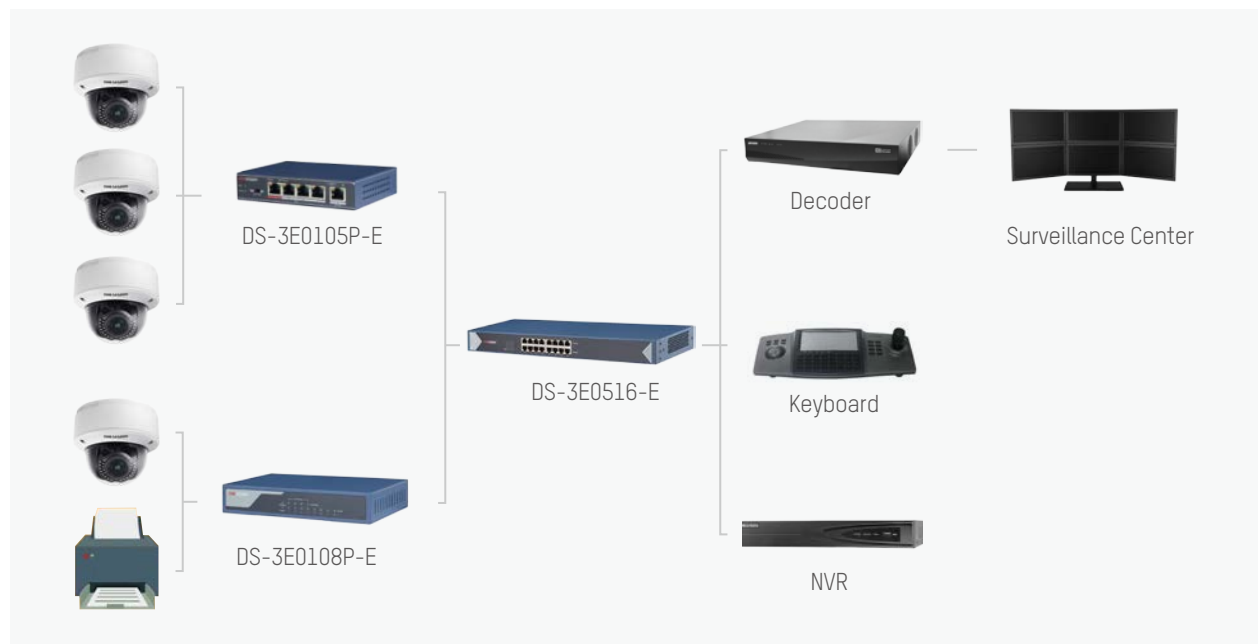 DS-3E0105P-E
Decoder
Surveillance Center
DS-3E0516-E
Keyboard
DS-3E0108P-E
NVR